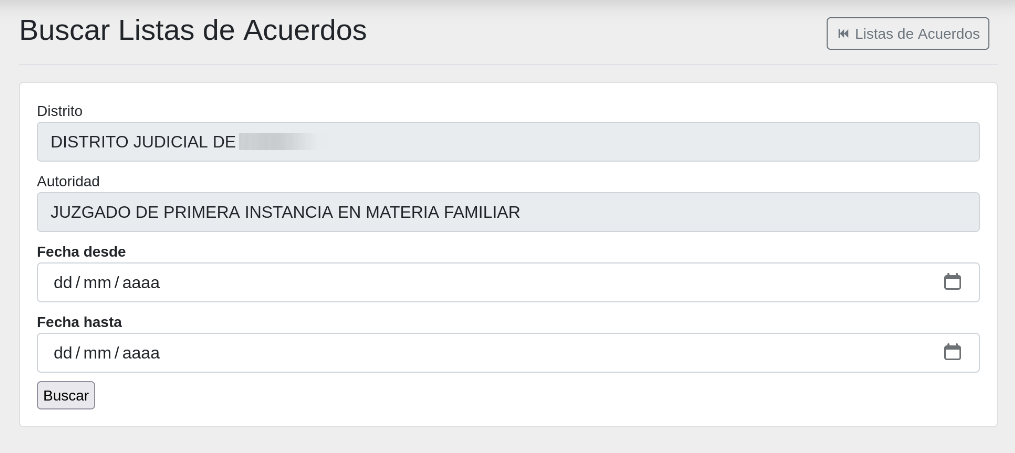 Buscar Listas de Acuerdos
Listas de Acuerdos
Distrito
DISTRITO JUDICIAL DE
Autoridad
JUZGADO DE PRIMERA INSTANCIA EN MATERIA FAMILIAR
Fecha desde
dd/mm/aaaa
Fecha hasta
dd/mm/aaaa
Buscar